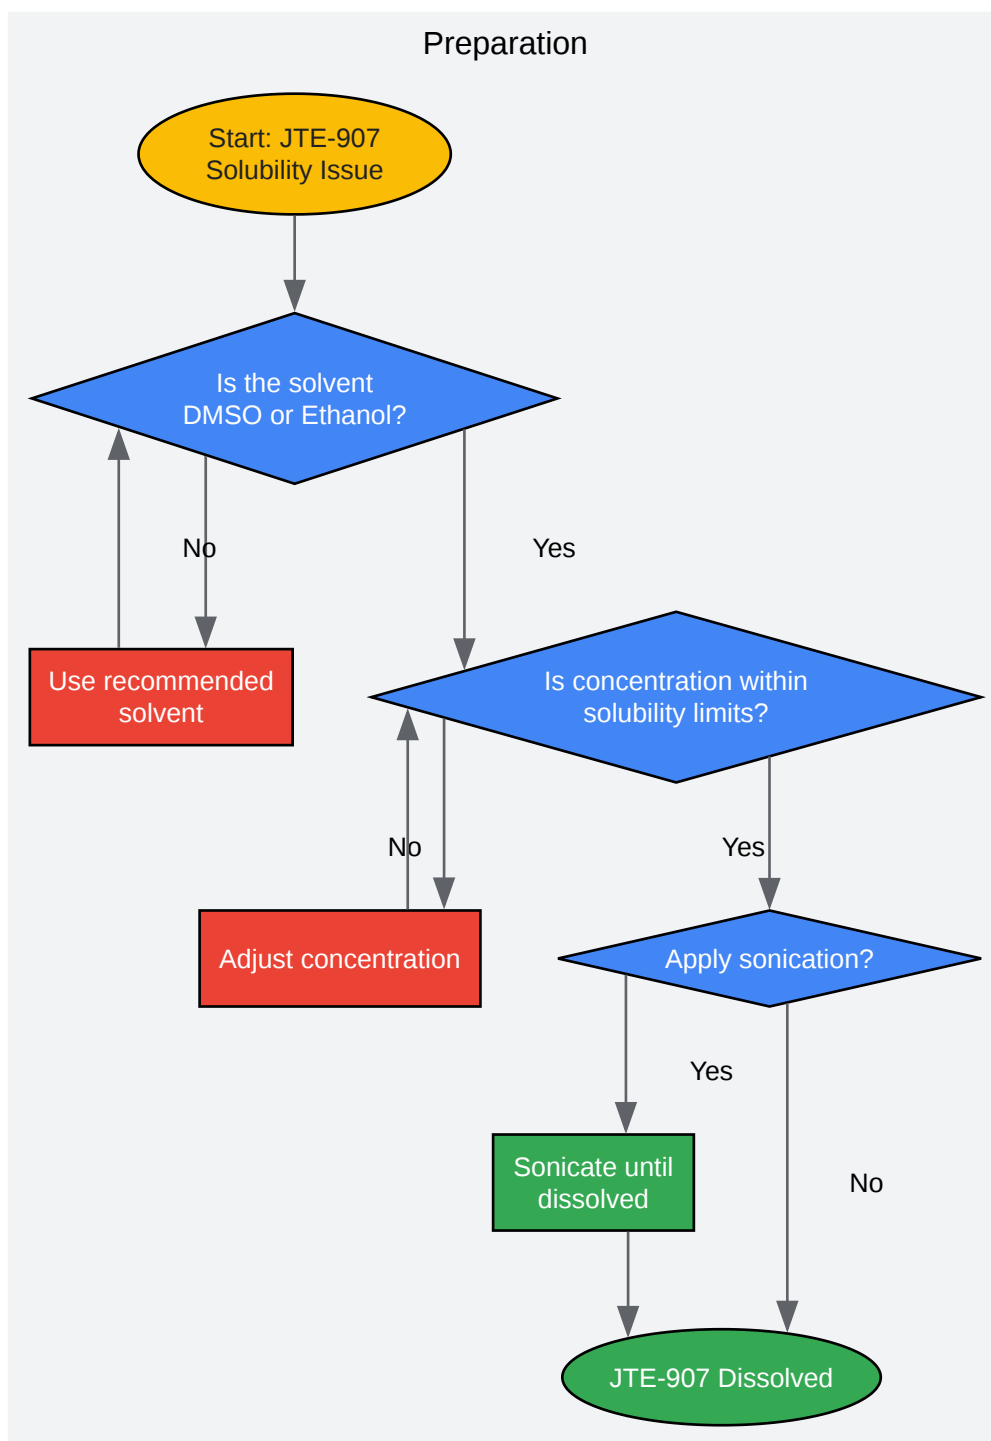 Preparation
Start: JTE-907
Solubility Issue
Is the solvent
DMSO or Ethanol?
No
Yes
Use recommended
solvent
Is concentration within
solubility limits?
No
Yes
Adjust concentration
Apply sonication?
Yes
Sonicate until
dissolved
No
JTE-907 Dissolved